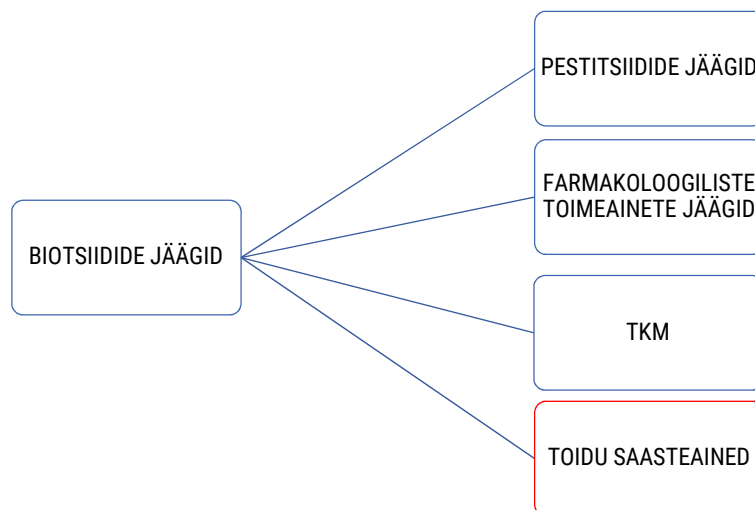 PESTITSIIDIDE JÄÄGID
FARMAKOLOOGILISTE
TOIMEAINETE JÄÄGID
BIOTSIIDIDE JÄÄGID
TKM
TOIDU SAASTEAINED